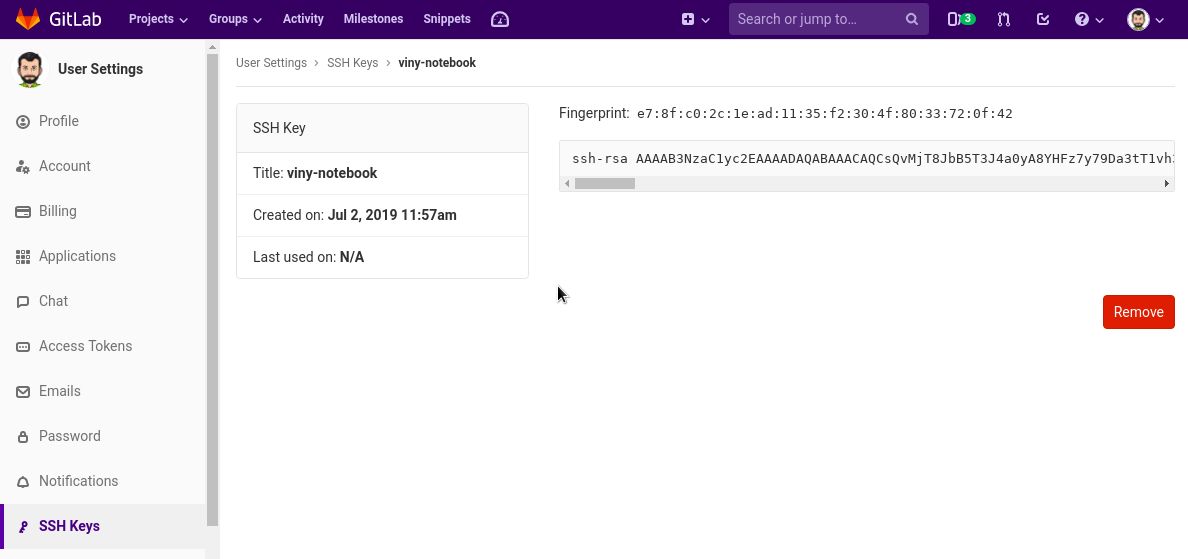 GitLab Projects Groups Activity Milestones Snippets Search or jump to... 3
User Settings
Profile
Account
Billing
Applications
Chat
Access Tokens
Emails
Password
Notifications
SSH Keys
User Settings > SSH Keys > viny-notebook
SSH Key
Title: viny-notebook
Created on: Jul 2, 2019 11:57am
Last used on: N/A
Fingerprint: e7:8f:c0:2c:1e:ad:11:35:f2:30:4f:80:33:72:0f:42
ssh-rsa AAAAB3NzaC1yc2EAAAADAQABAAACAQCsQvMjT8JbB5T3J4a0yA8YHFz7y79Da3tT1vh
Remove